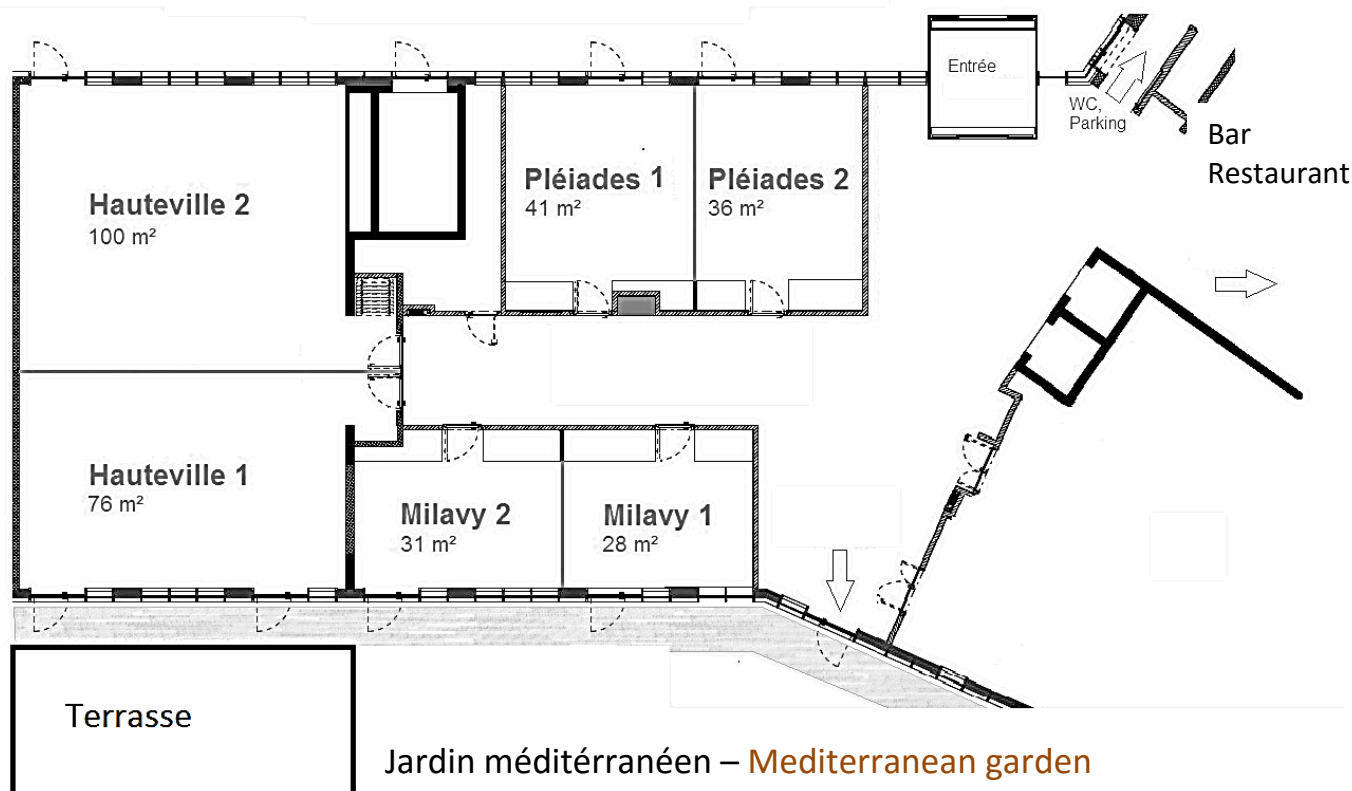 Entrée
WC,
Parking
Bar
Restaurant
Hauteville 2
100 m²
Pléiades 1
41 m²
Pléiades 2
36 m²
Hauteville 1
76 m²
Milavy 2
31 m²
Milavy 1
28 m²
Terrasse
Jardin méditérranéen – Mediterranean garden